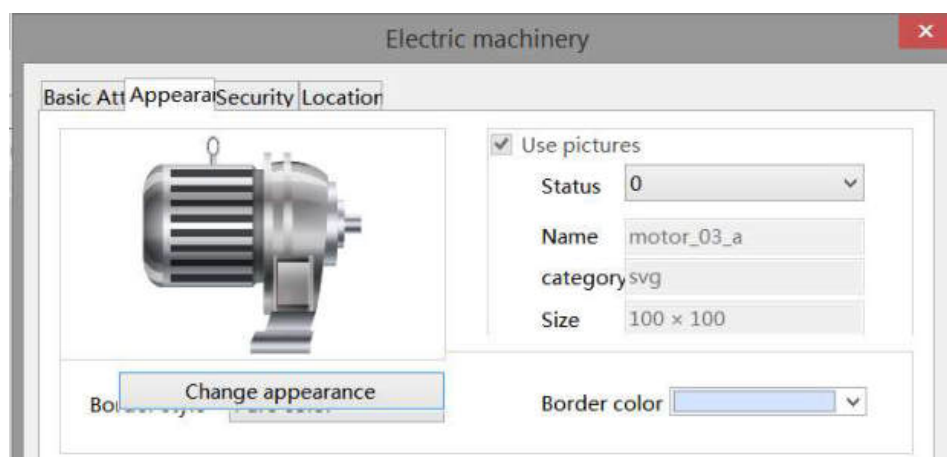 Electric machinery
Basic Att Appearar Security Location
Use pictures
Status 0
Name motor_03_a
category svg
Size 100 × 100
Change appearance
Border color